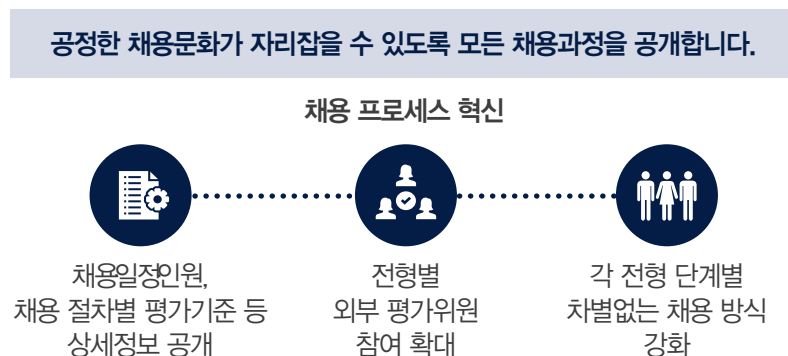 공정한 채용문화가 자리잡을 수 있도록 모든 채용과정을 공개합니다.
채용 프로세스 혁신
채용일정인원,
채용 절차별 평가기준 등
상세정보 공개
전형별
외부 평가위원
참여 확대
각 전형 단계별
차별없는 채용 방식
강화